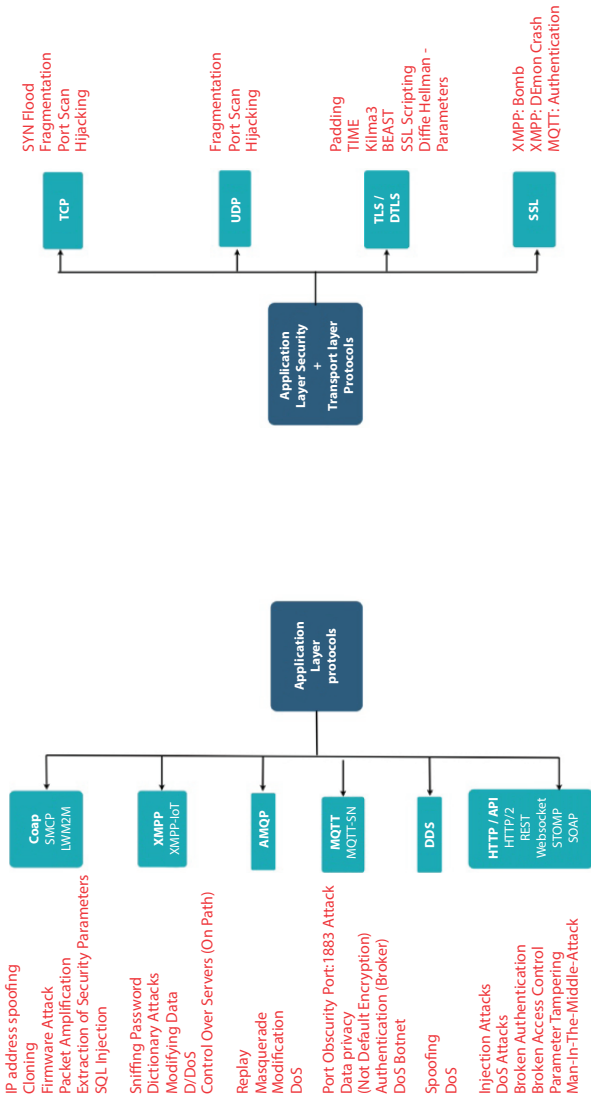 IP address spoofing
Cloning
Firmware Attack
Packet Amplification
Extraction of Security Parameters
SQL Injection
Coap
SMCP
LWM2M
Sniffing Password
Dictionary Attacks
Modifying Data
D/DoS
Control Over Servers (On Path)
XMPP
XMPP-IoT
Replay
Masquerade
Modification
DoS
AMQP
Port Obscurity Port:1883 Attack
Data privacy
(Not Default Encryption)
Authentication (Broker)
DoS Botnet
MQTT
MQTT-SN
Spoofing
DoS
DDS
Injection Attacks
DoS Attacks
Broken Authentication
Broken Access Control
Parameter Tampering
Man-In-The-Middle-Attack
HTTP / API
HTTP/2
REST
Websocket
STOMP
SOAP
Application
Layer
protocols
Application
Layer Security
+
Transport layer
Protocols
TCP
SYN Flood
Fragmentation
Port Scan
Hijacking
UDP
Fragmentation
Port Scan
Hijacking
TLS /
DTLS
Padding
TIME
Kilma3
BEAST
SSL Scripting
Diffie Hellman -
Parameters
SSL
XMPP: Bomb
XMPP: DEmon Crash
MQTT: Authentication